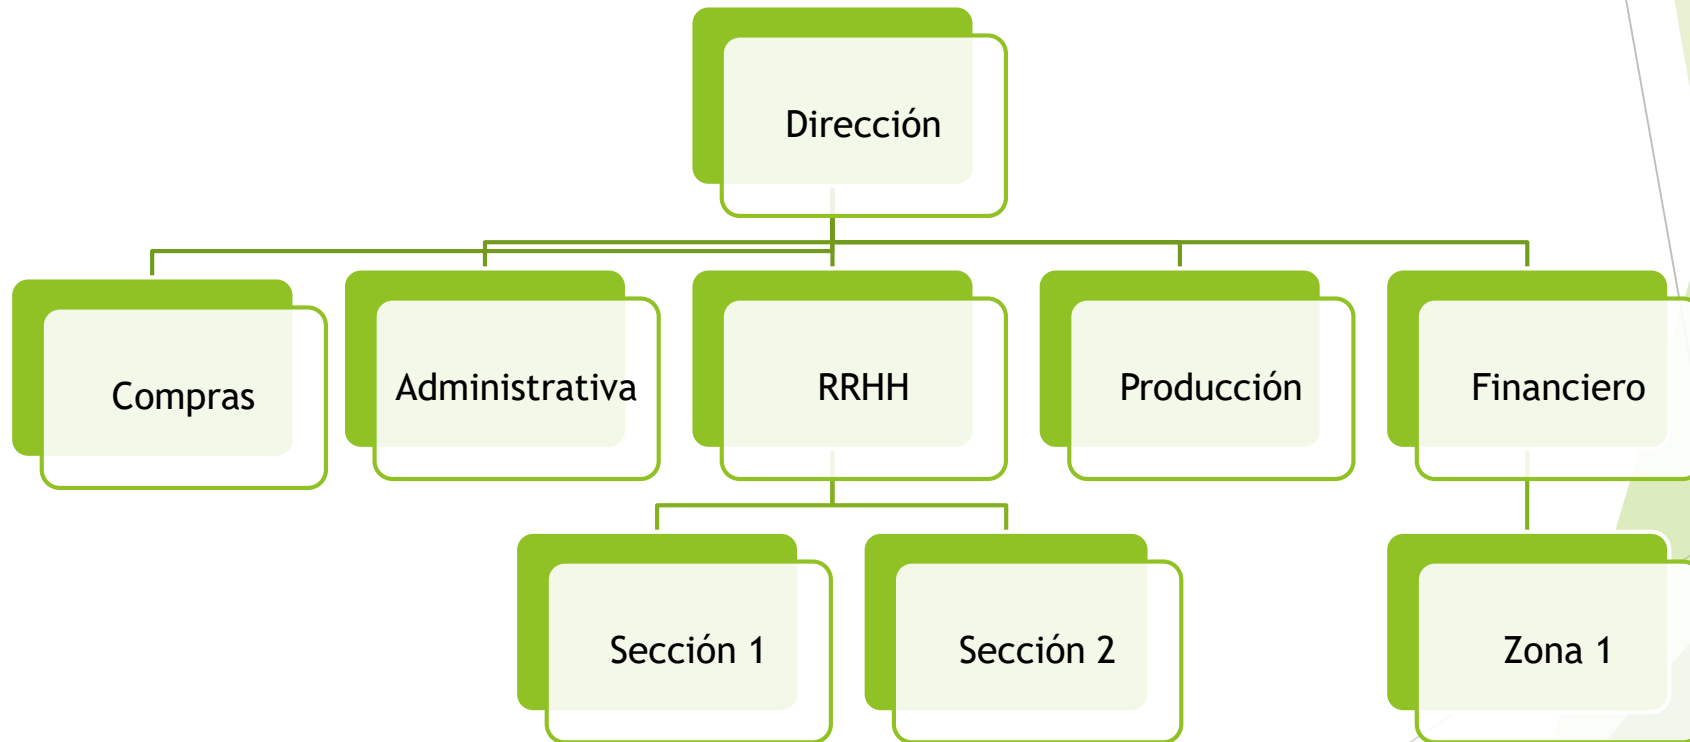 Dirección
Compras
Administrativa
RRHH
Producción
Financiero
Sección 1
Sección 2
Zona 1